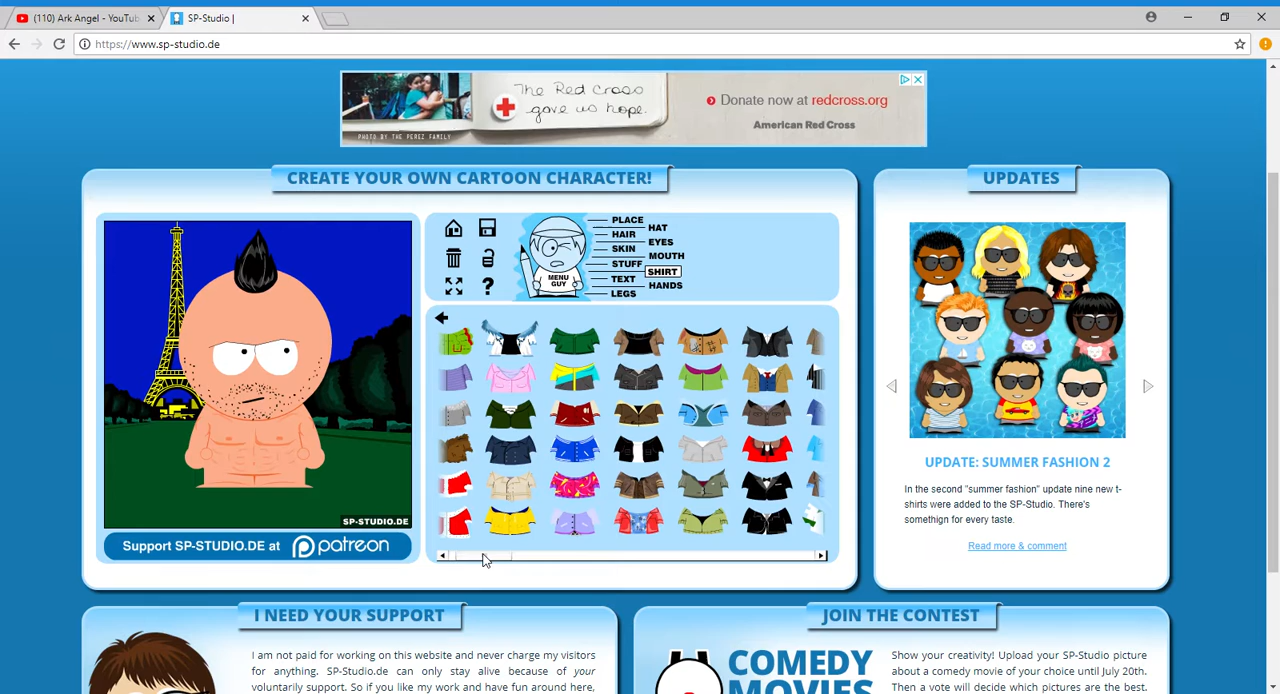 (110) Ark Angel - YouTub
SP-Studio |
https://www.sp-studio.de
The Red Cross
gave us hope.
PHOTO BY THE PEREZ FAMILY
Donate now at redcross.org
American Red Cross
CREATE YOUR OWN CARTOON CHARACTER!
UPDATES
PLACE
HAT
HAIR
EYES
SKIN
MOUTH
STUFF
SHIRT
TEXT
HANDS
LEGS
MENU
GUY
?
SP-STUDIO.DE
Support SP-STUDIO.DE at patreon
UPDATE: SUMMER FASHION 2
In the second "summer fashion" update nine new t-
shirts were added to the SP-Studio. There's
somethign for every taste.
Read more & comment
I NEED YOUR SUPPORT
I am not paid for working on this website and never charge my visitors
for anything. SP-Studio.de can only stay alive because of your
voluntarily support. So if you like my work and have fun around here,
JOIN THE CONTEST
COMEDY
MOVIES
Show your creativity! Upload your SP-Studio picture
about a comedy movie of your choice until July 20th.
Then a vote will decide which pictures are the best.